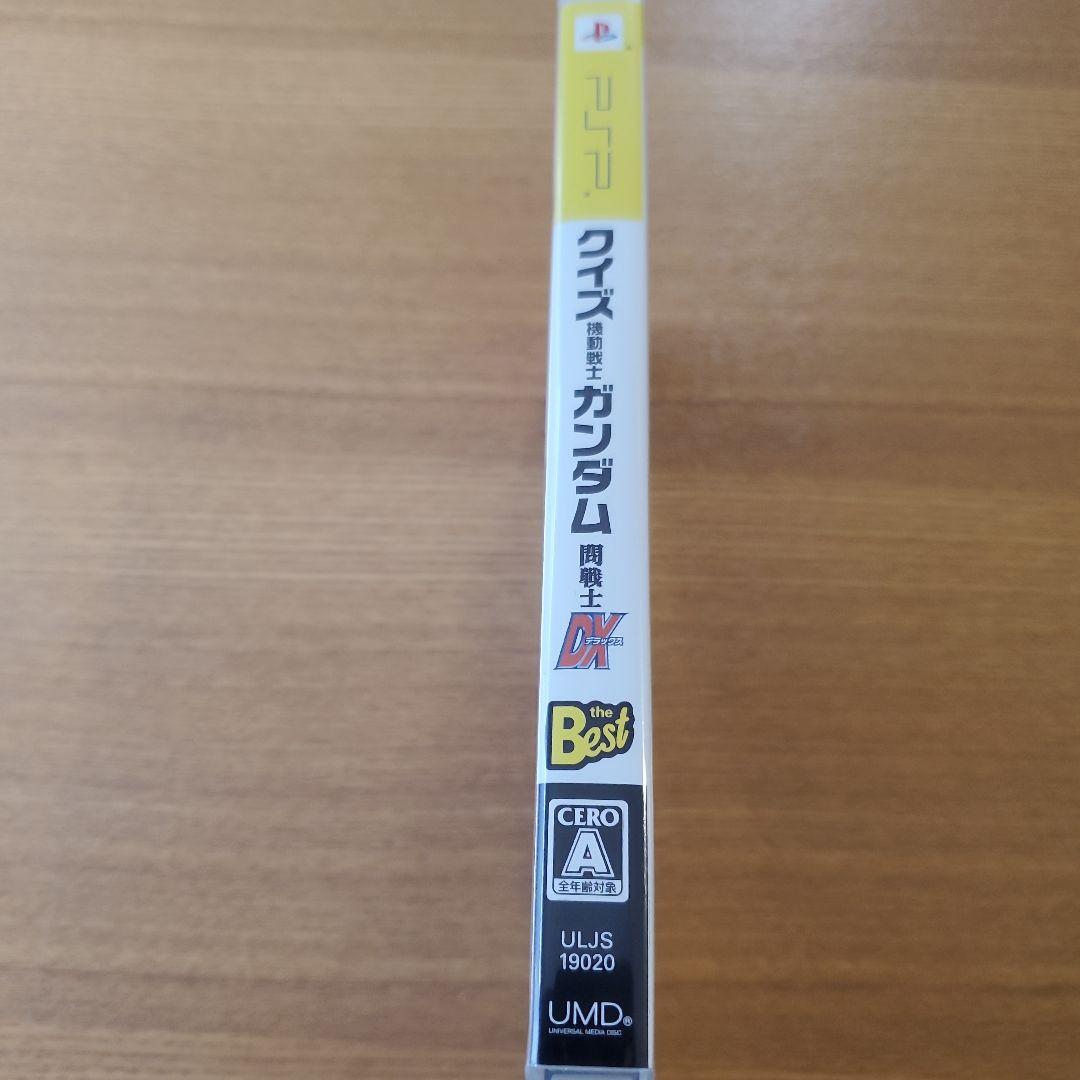 PSP
クイズ
機動戦士
ガンダム
問戦士
DX
デラックス
the
Best
CERO
A
全年齢対象
ULJS
19020
UMD®
UNIVERSAL MEDIA DISC